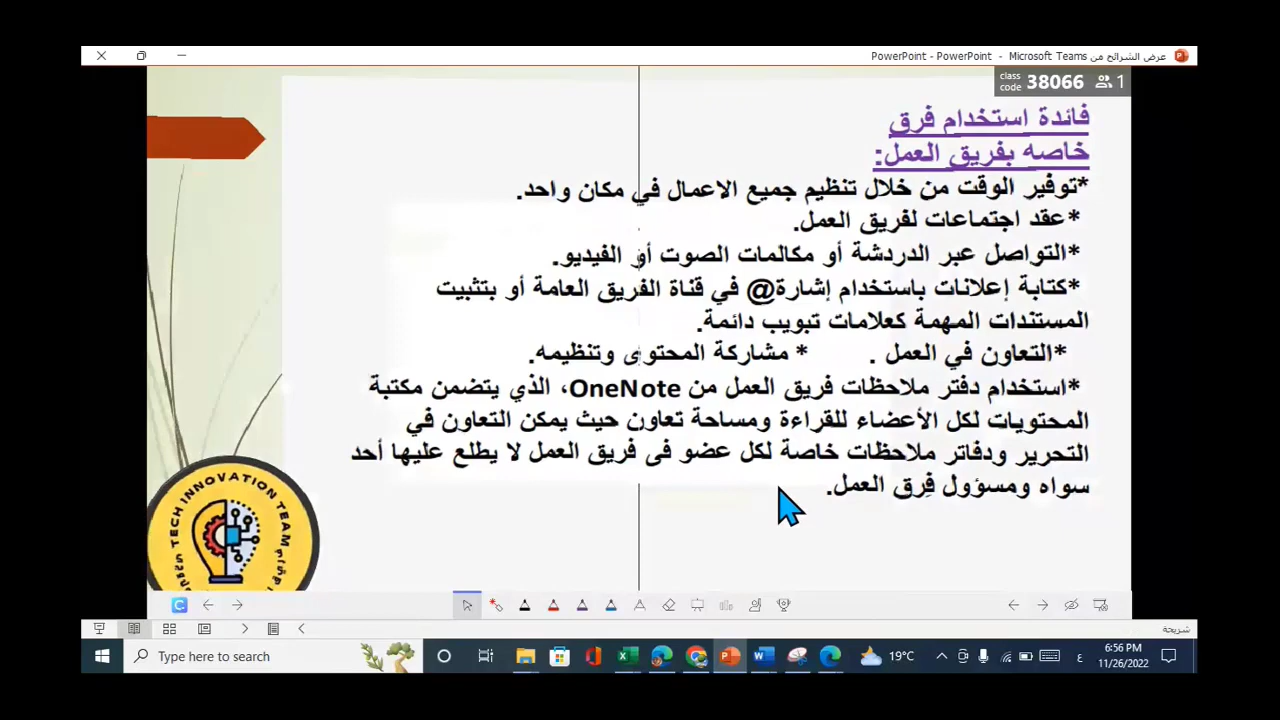 عرض الشرائح من PowerPoint - PowerPoint - Microsoft Teams
class code 38066 1
فائدة استخدام فرق
خاصه بفريق العمل:
*توفير الوقت من خلال تنظيم جميع الاعمال في مكان واحد.
*عقد اجتماعات لفريق العمل.
*التواصل عبر الدردشة أو مكالمات الصوت أو الفيديو.
*كتابة إعلانات باستخدام إشارة@ في قناة الفريق العامة أو بتثبيت
المستندات المهمة كعلامات تبويب دائمة.
*التعاون في العمل . * مشاركة المحتوى وتنظيمه.
*استخدام دفتر ملاحظات فريق العمل من OneNote، الذي يتضمن مكتبة
المحتويات لكل الأعضاء للقراءة ومساحة تعاون حيث يمكن التعاون في
التحرير ودفاتر ملاحظات خاصة لكل عضو فى فريق العمل لا يطلع عليها أحد
سواه ومسؤول فِرق العمل.
TECH INNOVATION TEAM
شريحة
Type here to search
19°C
ع
6:56 PM
11/26/2022